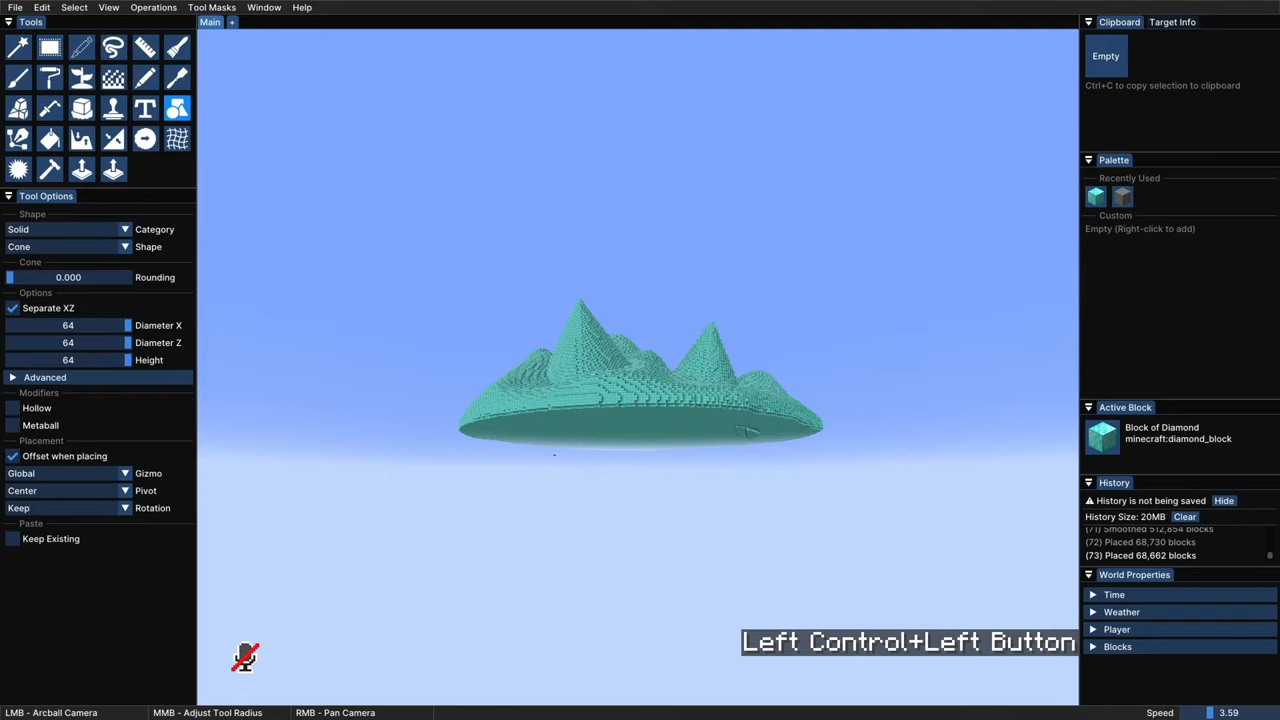 File Edit Select View Operations Tool Masks Window Help
Tools
Main +
Clipboard Target Info
Empty
Ctrl+C to copy selection to clipboard
Palette
Recently Used
Custom
Empty (Right-click to add)
Tool Options
Shape
Solid Category
Cone Shape
Cone
0.000 Rounding
Options
Separate XZ
64 Diameter X
64 Diameter Z
64 Height
Advanced
Modifiers
Hollow
Metaball
Placement
Offset when placing
Global Gizmo
Center Pivot
Keep Rotation
Paste
Keep Existing
Active Block
Block of Diamond
minecraft:diamond_block
History
History is not being saved Hide
History Size: 20MB Clear
(71) Smoothed 512,854 blocks
(72) Placed 68,730 blocks
(73) Placed 68,662 blocks
World Properties
Time
Weather
Player
Blocks
Left Control+Left Button
LMB - Arcball Camera MMB - Adjust Tool Radius RMB - Pan Camera Speed 3.59